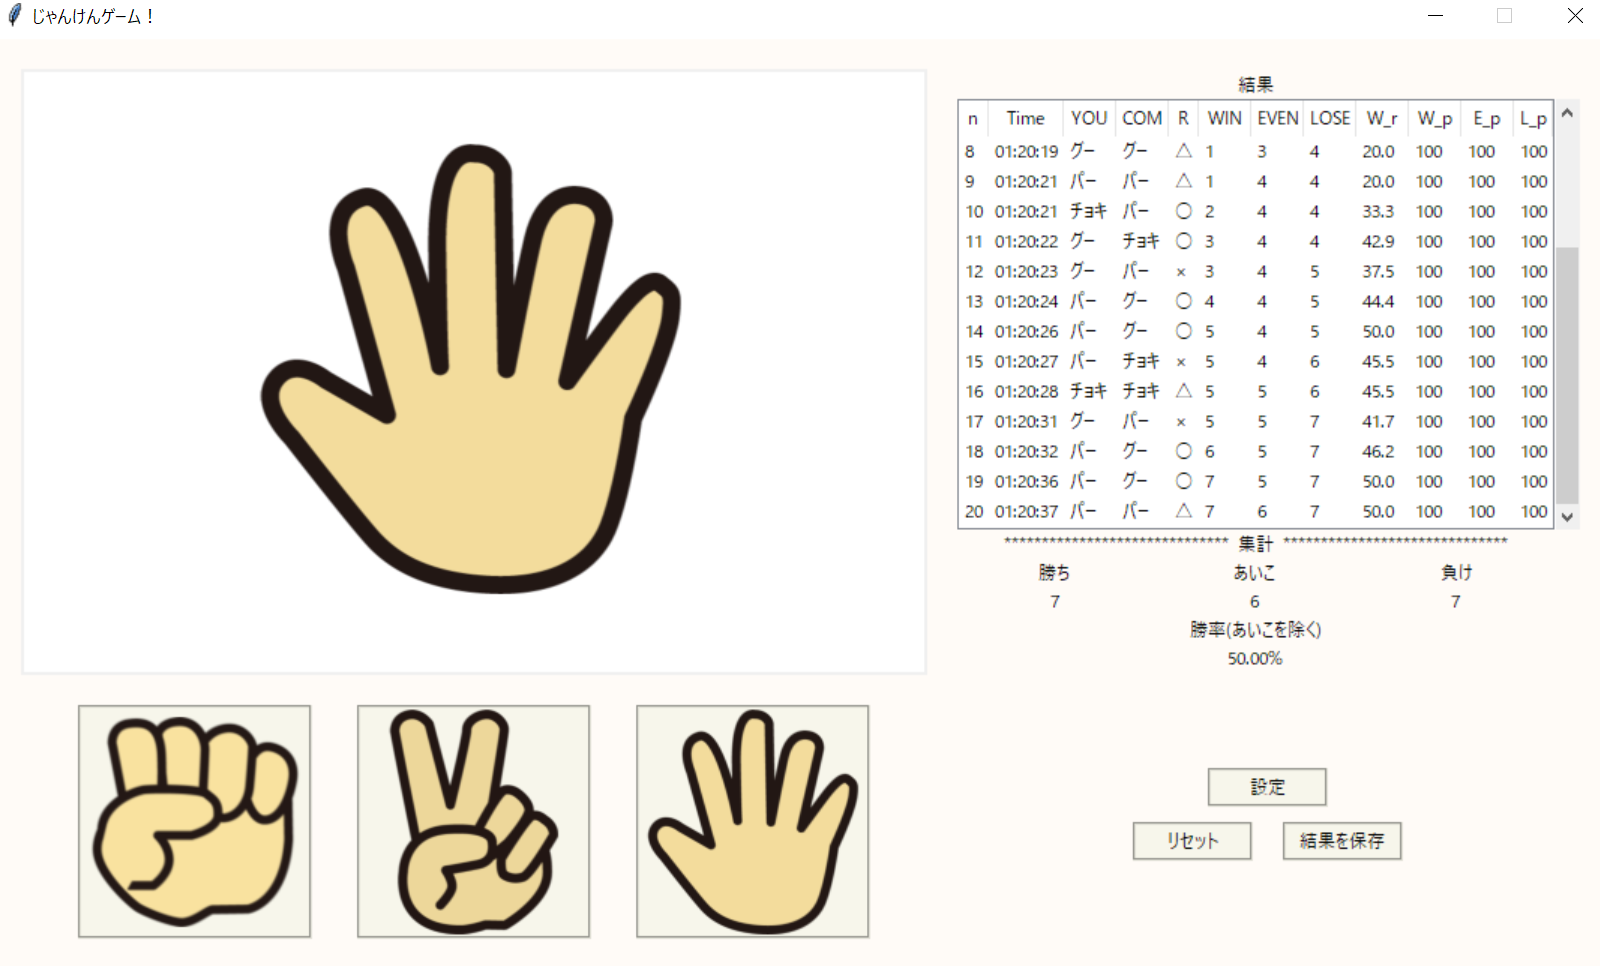 じゃんけんゲーム！
結果
n Time YOU COM R WIN EVEN LOSE W_r W_p E_p L_p
8 01:20:19 グー グー △ 1 3 4 20.0 100 100 100
9 01:20:21 パー パー △ 1 4 4 20.0 100 100 100
10 01:20:21 チョキ パー ○ 2 4 4 33.3 100 100 100
11 01:20:22 グー チョキ ○ 3 4 4 42.9 100 100 100
12 01:20:23 グー パー × 3 4 5 37.5 100 100 100
13 01:20:24 パー グー ○ 4 4 5 44.4 100 100 100
14 01:20:26 パー グー ○ 5 4 5 50.0 100 100 100
15 01:20:27 パー チョキ × 5 4 6 45.5 100 100 100
16 01:20:28 チョキ チョキ △ 5 5 6 45.5 100 100 100
17 01:20:31 グー パー × 5 5 7 41.7 100 100 100
18 01:20:32 パー グー ○ 6 5 7 46.2 100 100 100
19 01:20:36 パー グー ○ 7 5 7 50.0 100 100 100
20 01:20:37 パー パー △ 7 6 7 50.0 100 100 100
****************************** 集計 ******************************
勝ち あいこ 負け
7 6 7
勝率(あいこを除く)
50.00%
設定
リセット 結果を保存